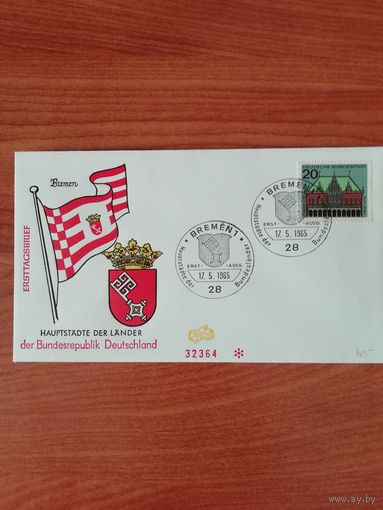 Bremen
ERSTTAGSBRIEF
HAUPTSTÄDTE DER LÄNDER
der Bundesrepublik Deutschland
BREMEN 1
ERST - AUSG.
17. 5. 1965
Hauptstädte der Bundesländer
28
BREMEN 1
ERST - AUSG.
17. 5. 1965
Hauptstädte der Bundesländer
28
20
DEUTSCHE BUNDESPOST
32364 *
www.ay.by